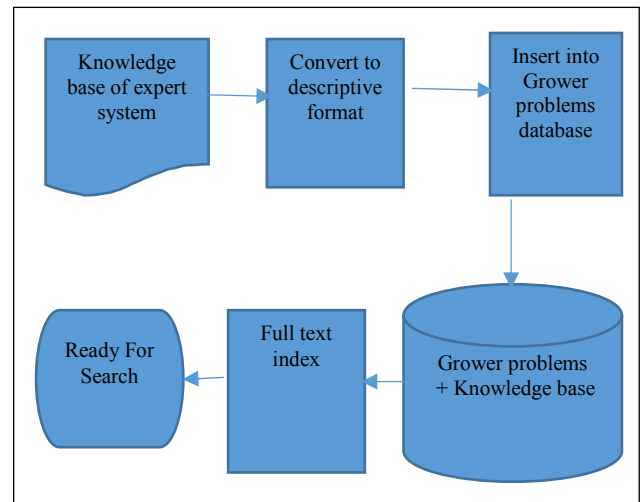 Knowledge
base of expert
system
Convert to
descriptive
format
Insert into
Grower
problems
database
Grower problems
+ Knowledge base
Full text
index
Ready For
Search